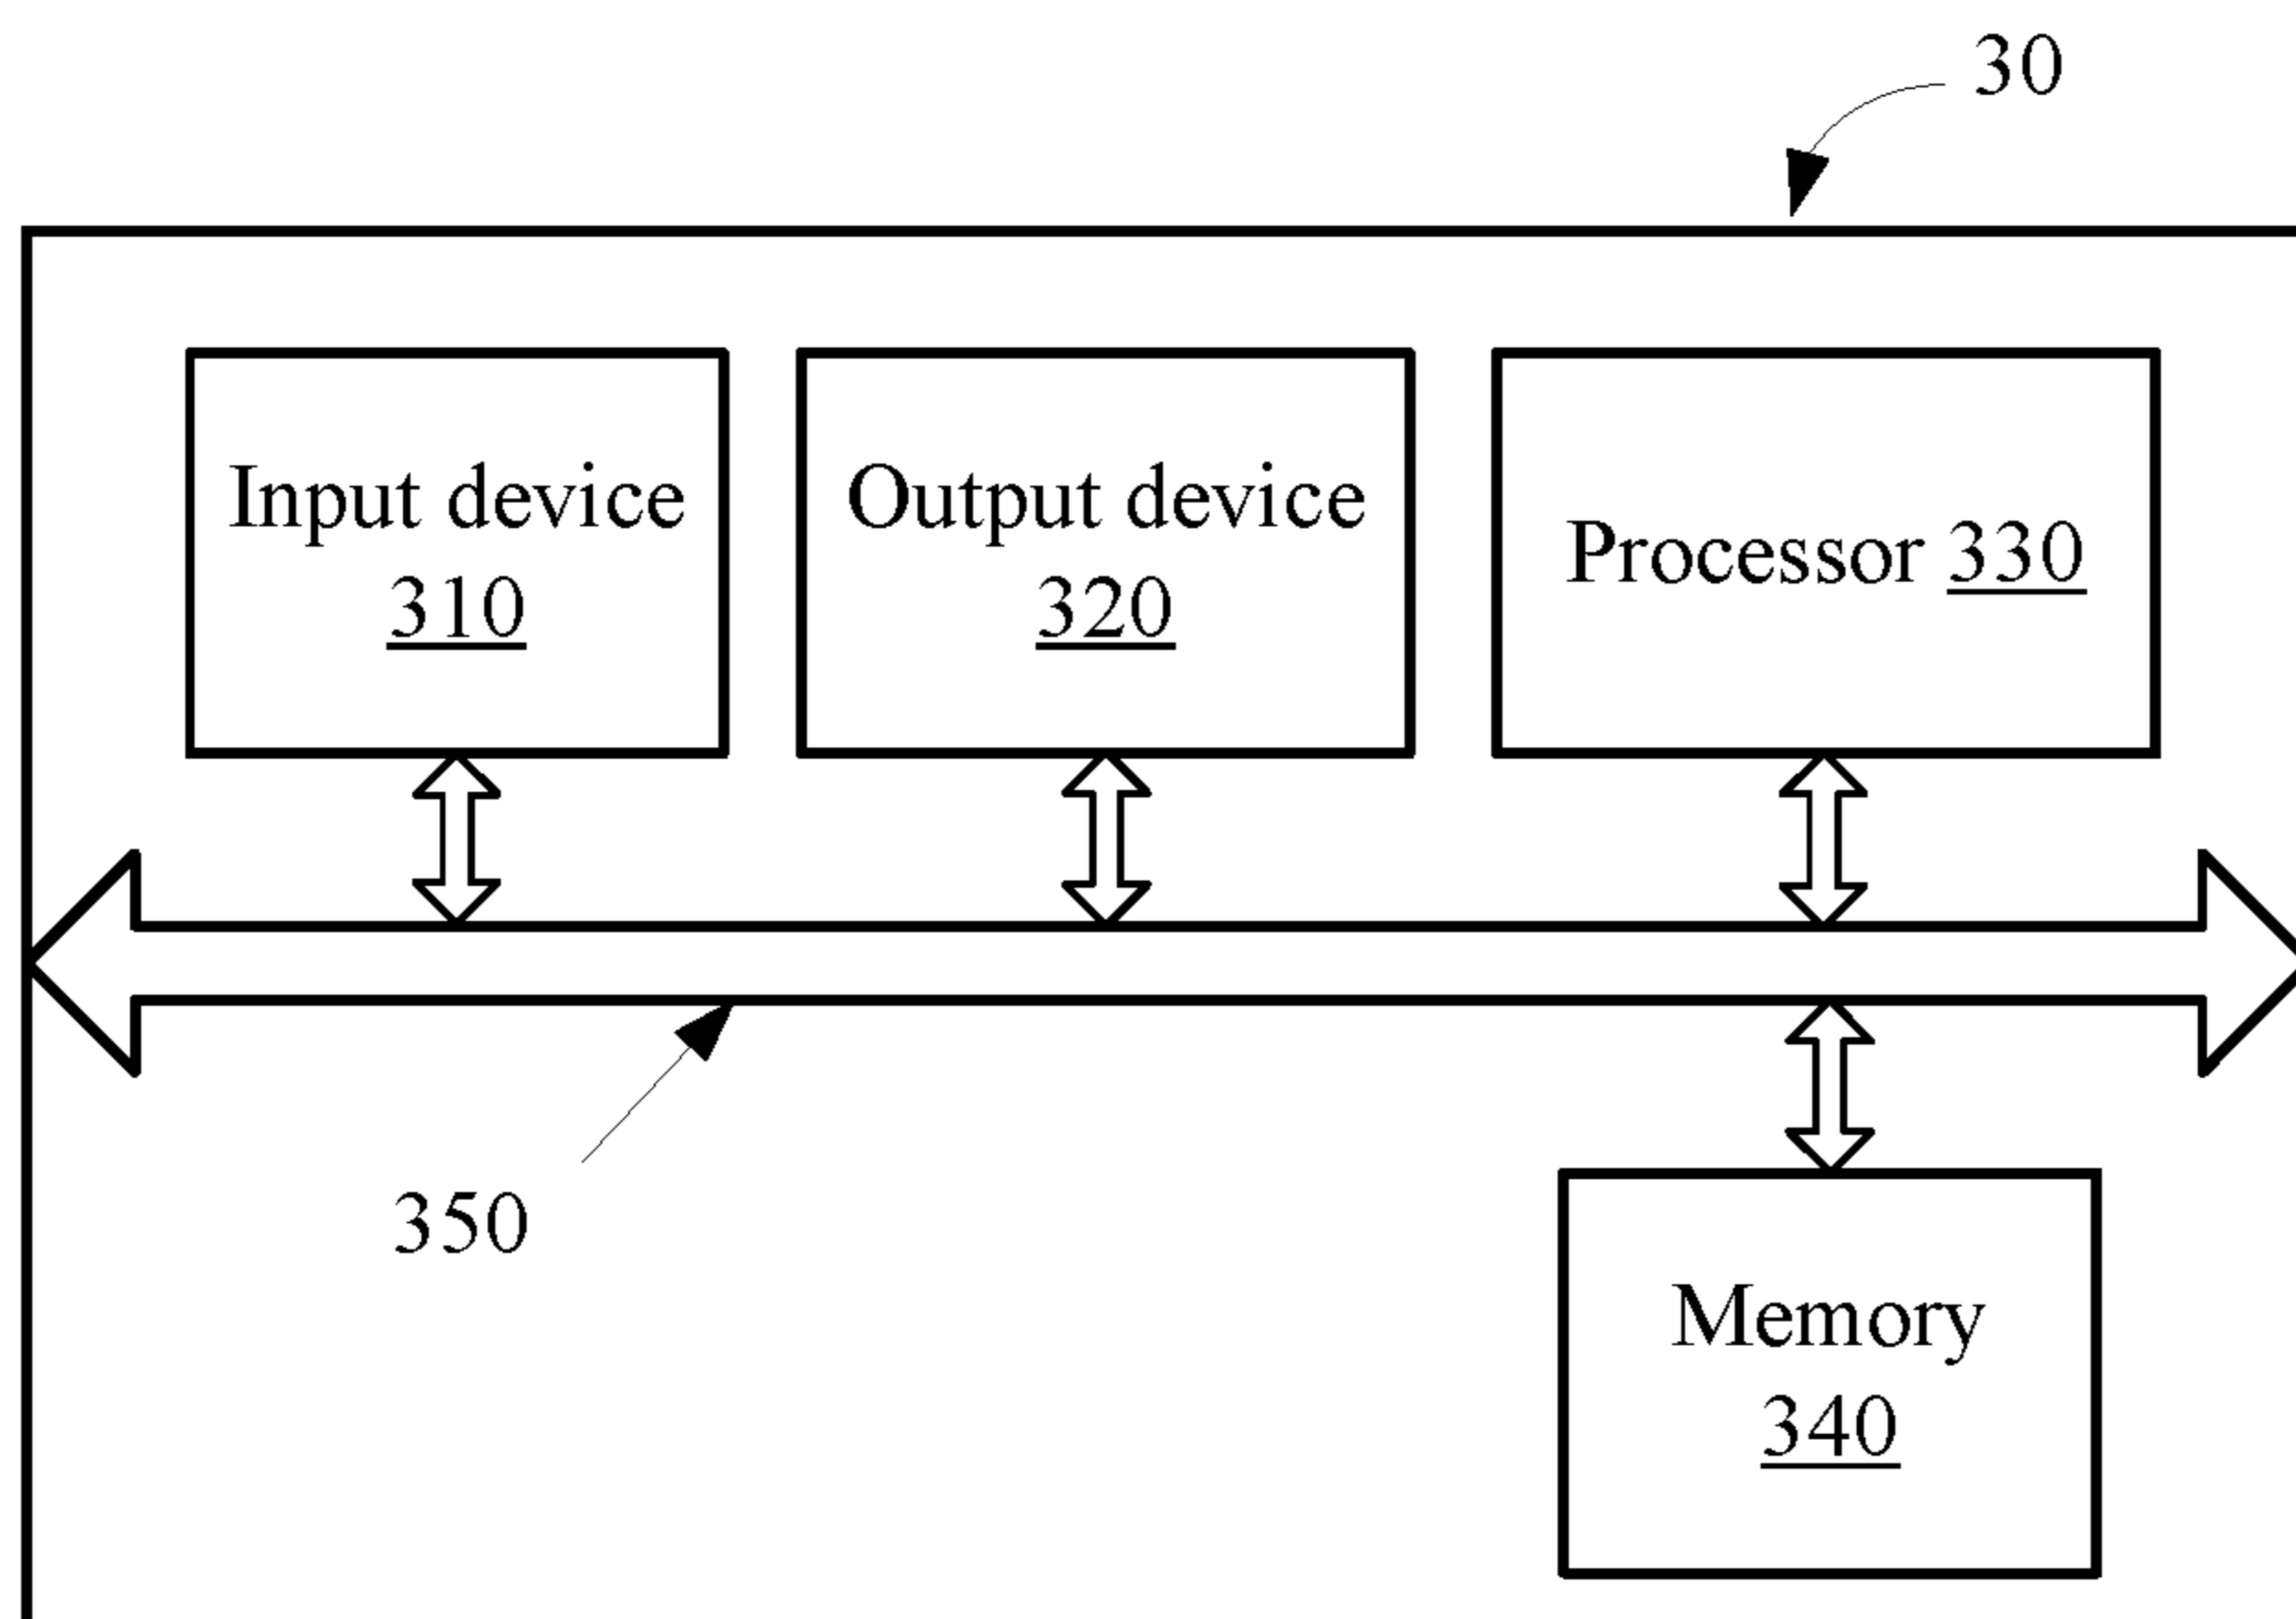 30
Input device
310
Output device
320
Processor 330
350
Memory
340